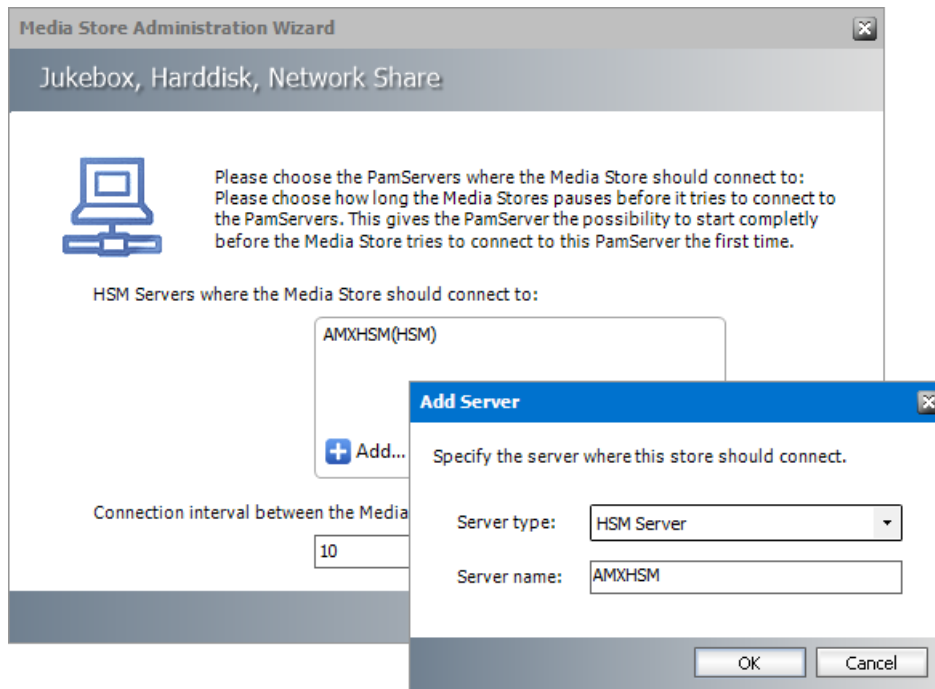 Media Store Administration Wizard
Jukebox, Harddisk, Network Share
Please choose the PamServers where the Media Store should connect to:
Please choose how long the Media Stores pauses before it tries to connect to
the PamServers. This gives the PamServer the possibility to start completly
before the Media Store tries to connect to this PamServer the first time.
HSM Servers where the Media Store should connect to:
AMXHSM(HSM)
Add...
Connection interval between the Media
10
Add Server
Specify the server where this store should connect.
Server type:
HSM Server
Server name:
AMXHSM
OK
Cancel